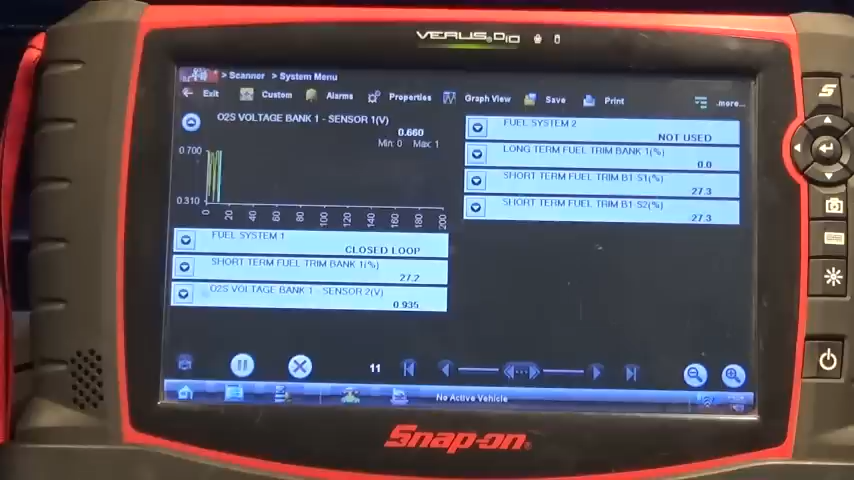 VERUS.PRO
> Scanner > System Menu
Exit Custom Alarms Properties Graph View Save Print more...
O2S VOLTAGE BANK 1 - SENSOR 1(V)
0.660
Min: 0 Max: 1
0.700
0.310
0 20 40 60 80 100 120 140 160 180 200
FUEL SYSTEM 1
CLOSED LOOP
SHORT TERM FUEL TRIM BANK 1(%)
27.2
O2S VOLTAGE BANK 1 - SENSOR 2(V)
0.935
FUEL SYSTEM 2
NOT USED
LONG TERM FUEL TRIM BANK 1(%)
0.0
SHORT TERM FUEL TRIM B1-S1(%)
27.3
SHORT TERM FUEL TRIM B1-S2(%)
27.3
11
No Active Vehicle
Snap-on
S